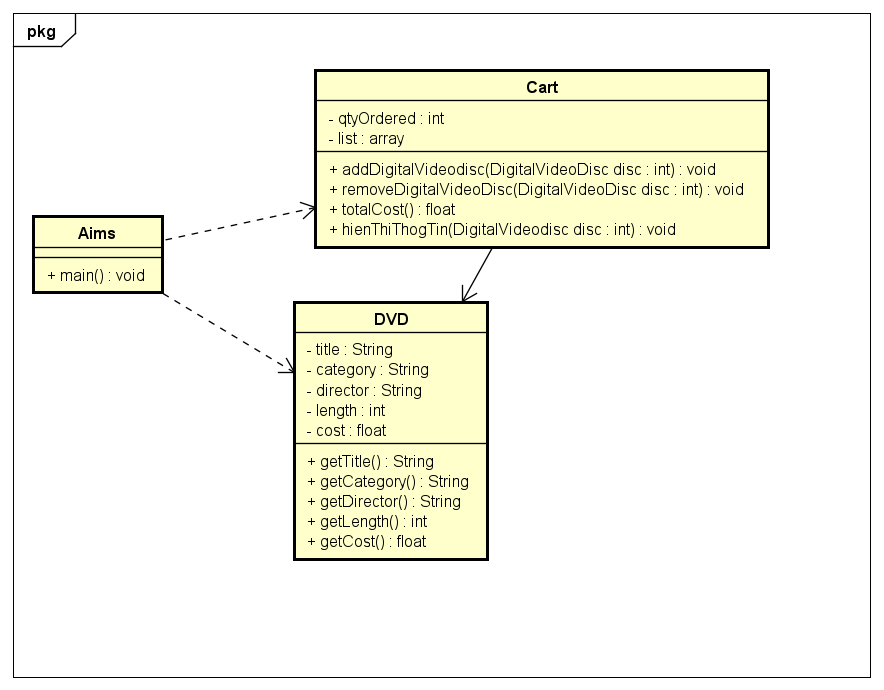 pkg
Cart
- qtyOrdered : int
- list : array
+ addDigitalVideodisc(DigitalVideoDisc disc : int) : void
+ removeDigitalVideoDisc(DigitalVideoDisc disc : int) : void
+ totalCost() : float
+ hienThiThogTin(DigitalVideodisc disc : int) : void
Aims
+ main() : void
DVD
- title : String
- category : String
- director : String
- length : int
- cost : float
+ getTitle() : String
+ getCategory() : String
+ getDirector() : String
+ getLength() : int
+ getCost() : float